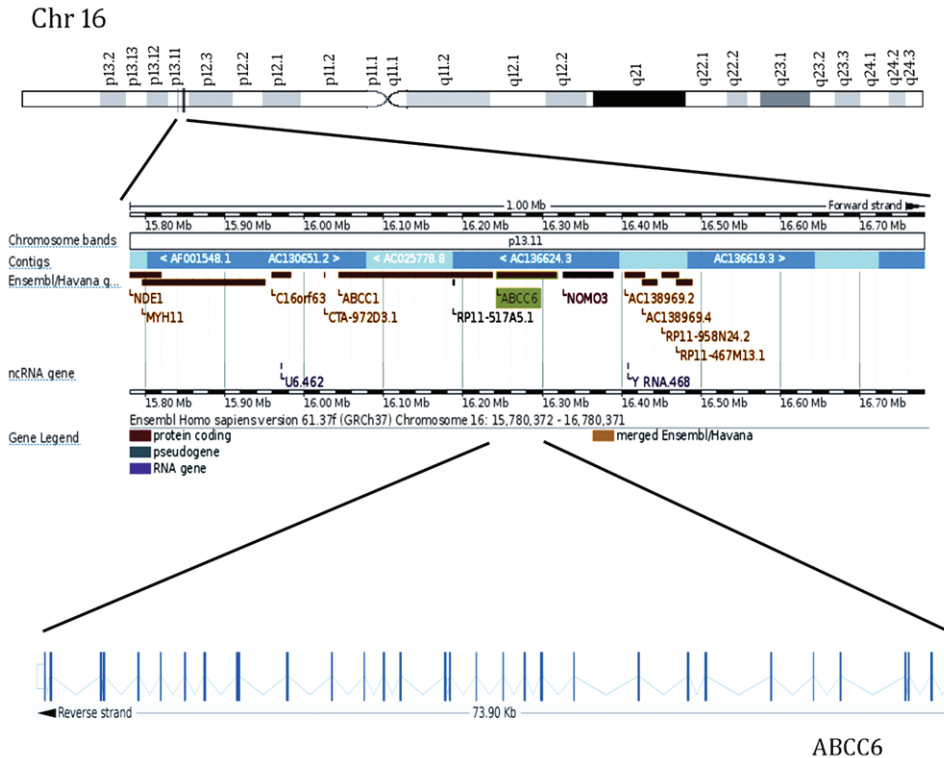 Chr 16
p13.2 p13.13 p13.12 p13.11 p12.3 p12.2 p12.1 p11.2 p11.1 q11.1 q11.2 q12.1 q12.2 q21 q22.1 q22.2 q23.1 q23.2 q23.3 q24.1 q24.2 q24.3
1.00 Mb Forward strand
15.80 Mb 15.90 Mb 16.00 Mb 16.10 Mb 16.20 Mb 16.30 Mb 16.40 Mb 16.50 Mb 16.60 Mb 16.70 Mb
Chromosome bands p13.11
Contigs < AF001548.1 AC130651.2 > < AC025778.8 < AC136624.3 AC136619.3 >
Ensembl/Havana g...
NDE1 C16orf63 ABCC1 ABCC6 NOMO3 AC138969.2
MYH11 CTA-972D3.1 RP11-517A5.1 AC138969.4
RP11-958N24.2
RP11-467M13.1
ncRNA gene
U6.462 Y RNA.468
15.80 Mb 15.90 Mb 16.00 Mb 16.10 Mb 16.20 Mb 16.30 Mb 16.40 Mb 16.50 Mb 16.60 Mb 16.70 Mb
Ensembl Homo sapiens version 61.37f (GRCh37) Chromosome 16: 15,780,372 - 16,780,371
Gene Legend protein coding merged Ensembl/Havana
pseudogene
RNA gene
Reverse strand 73.90 Kb
ABCC6